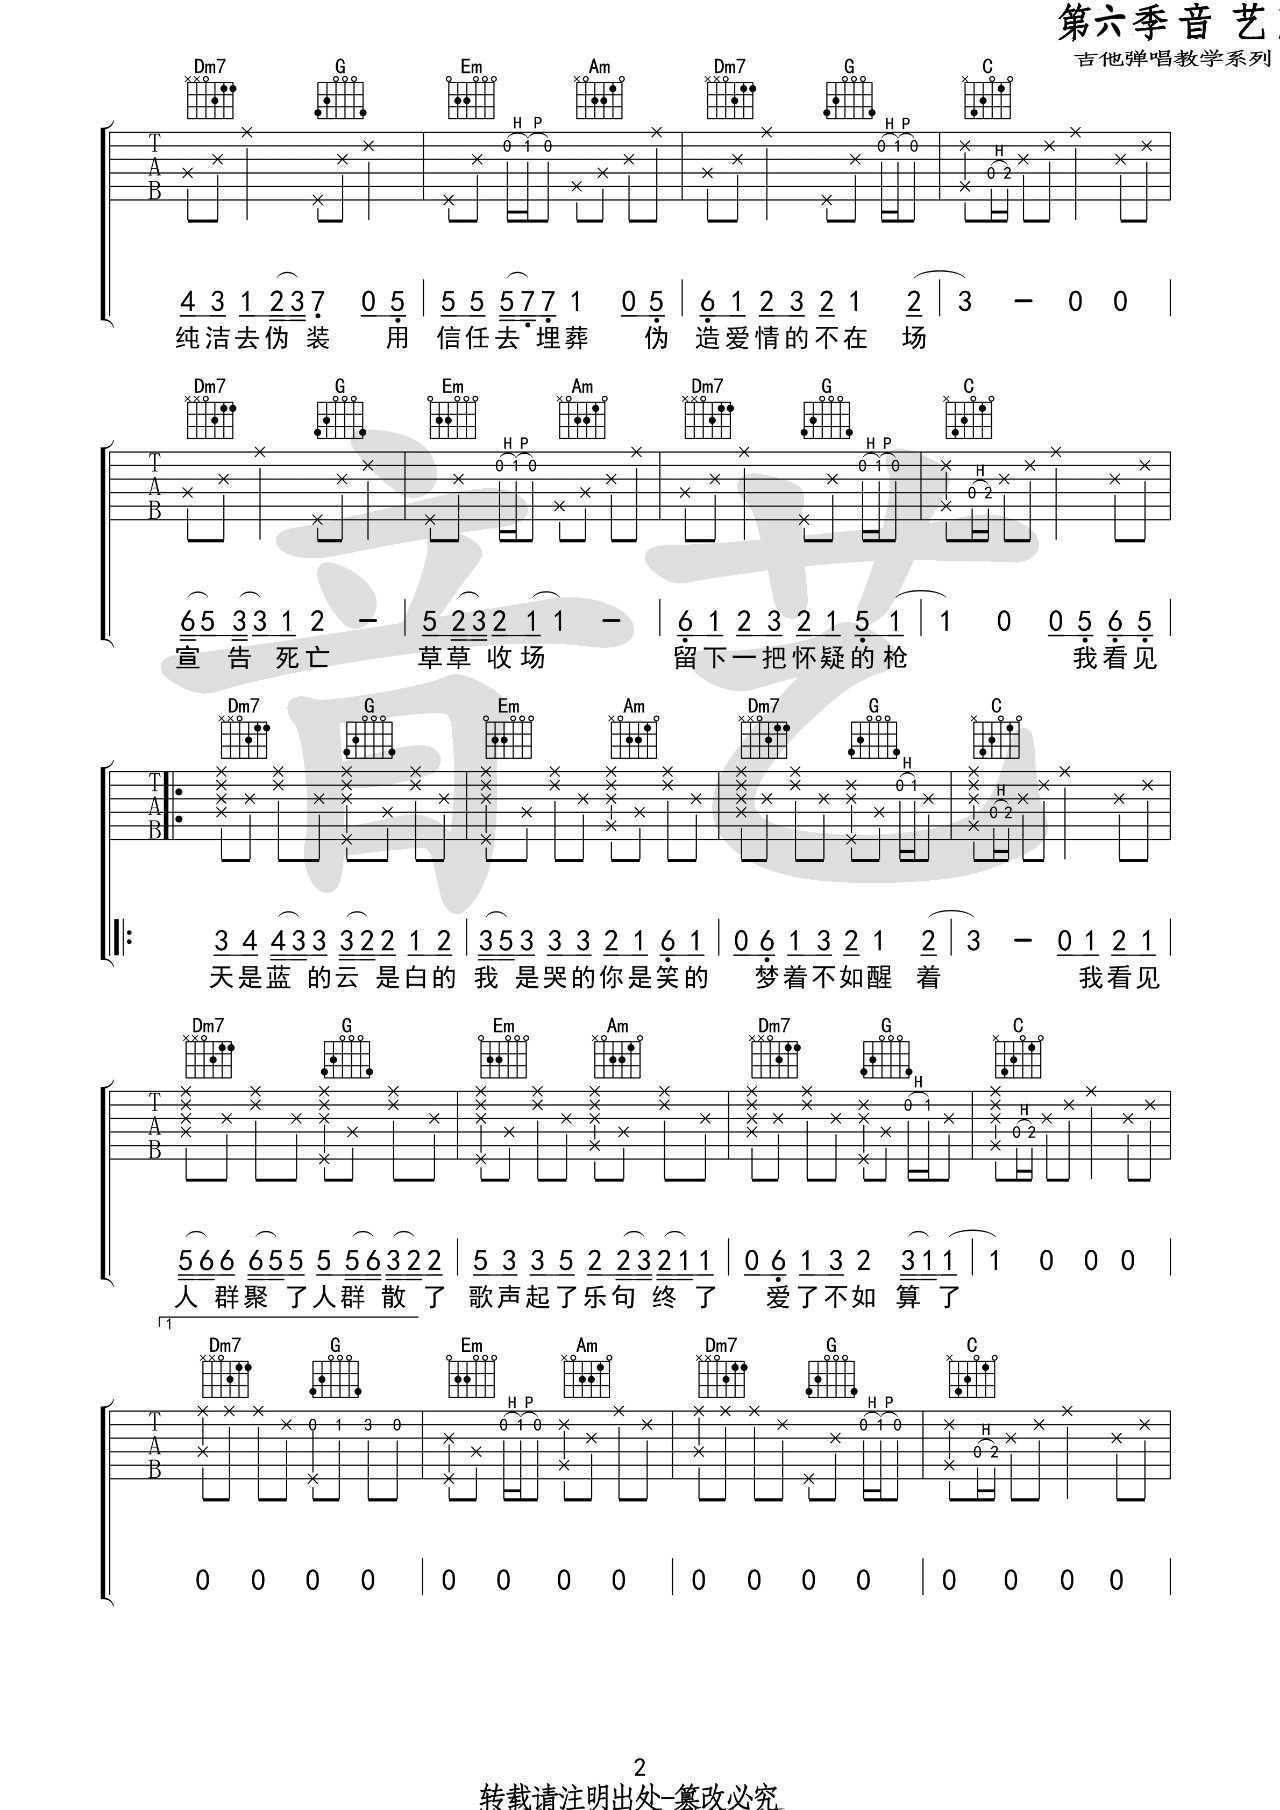 第六季音 艺
吉他弹唱教学系列
Dm7 G Em Am Dm7 G C
H P H P H
T A B 0 1 0 0 1 0 0 2
4 3 1 2 3 7 0 5 | 5 5 5 7 7 1 0 5 | 6 1 2 3 2 1 2 | 3 - 0 0
纯洁去伪 装 用 信任去 埋葬 伪 造爱情的不在 场
Dm7 G Em Am Dm7 G C
H P H P H
T A B 0 1 0 0 1 0 0 2
6 5 3 3 1 2 - | 5 2 3 2 1 1 - | 6 1 2 3 2 1 5 1 | 1 0 0 5 6 5
宣 告 死亡 草草 收场 留下一把怀疑的枪 我看见
音艺
Dm7 G Em Am Dm7 G C
H H
T A B 0 1 0 2
3 4 4 3 3 3 2 2 1 2 | 3 5 3 3 3 2 1 6 1 | 0 6 1 3 2 1 2 | 3 - 0 1 2 1
天是蓝 的云 是白的 我 是哭的你是笑的 梦着不如醒 着 我看见
Dm7 G Em Am Dm7 G C
H H
T A B 0 1 0 2
5 6 6 6 5 5 5 5 6 3 2 2 | 5 3 3 5 2 2 3 2 1 1 | 0 6 1 3 2 3 1 1 | 1 0 0 0
人 群聚 了人群 散了 歌声起了乐句 终了 爱了不如 算了
1
Dm7 G Em Am Dm7 G C
H P H P H
T A B 0 1 3 0 0 1 0 0 1 0 0 2
0 0 0 0 | 0 0 0 0 | 0 0 0 0 | 0 0 0 0
2
转载请注明出处-篡改必究